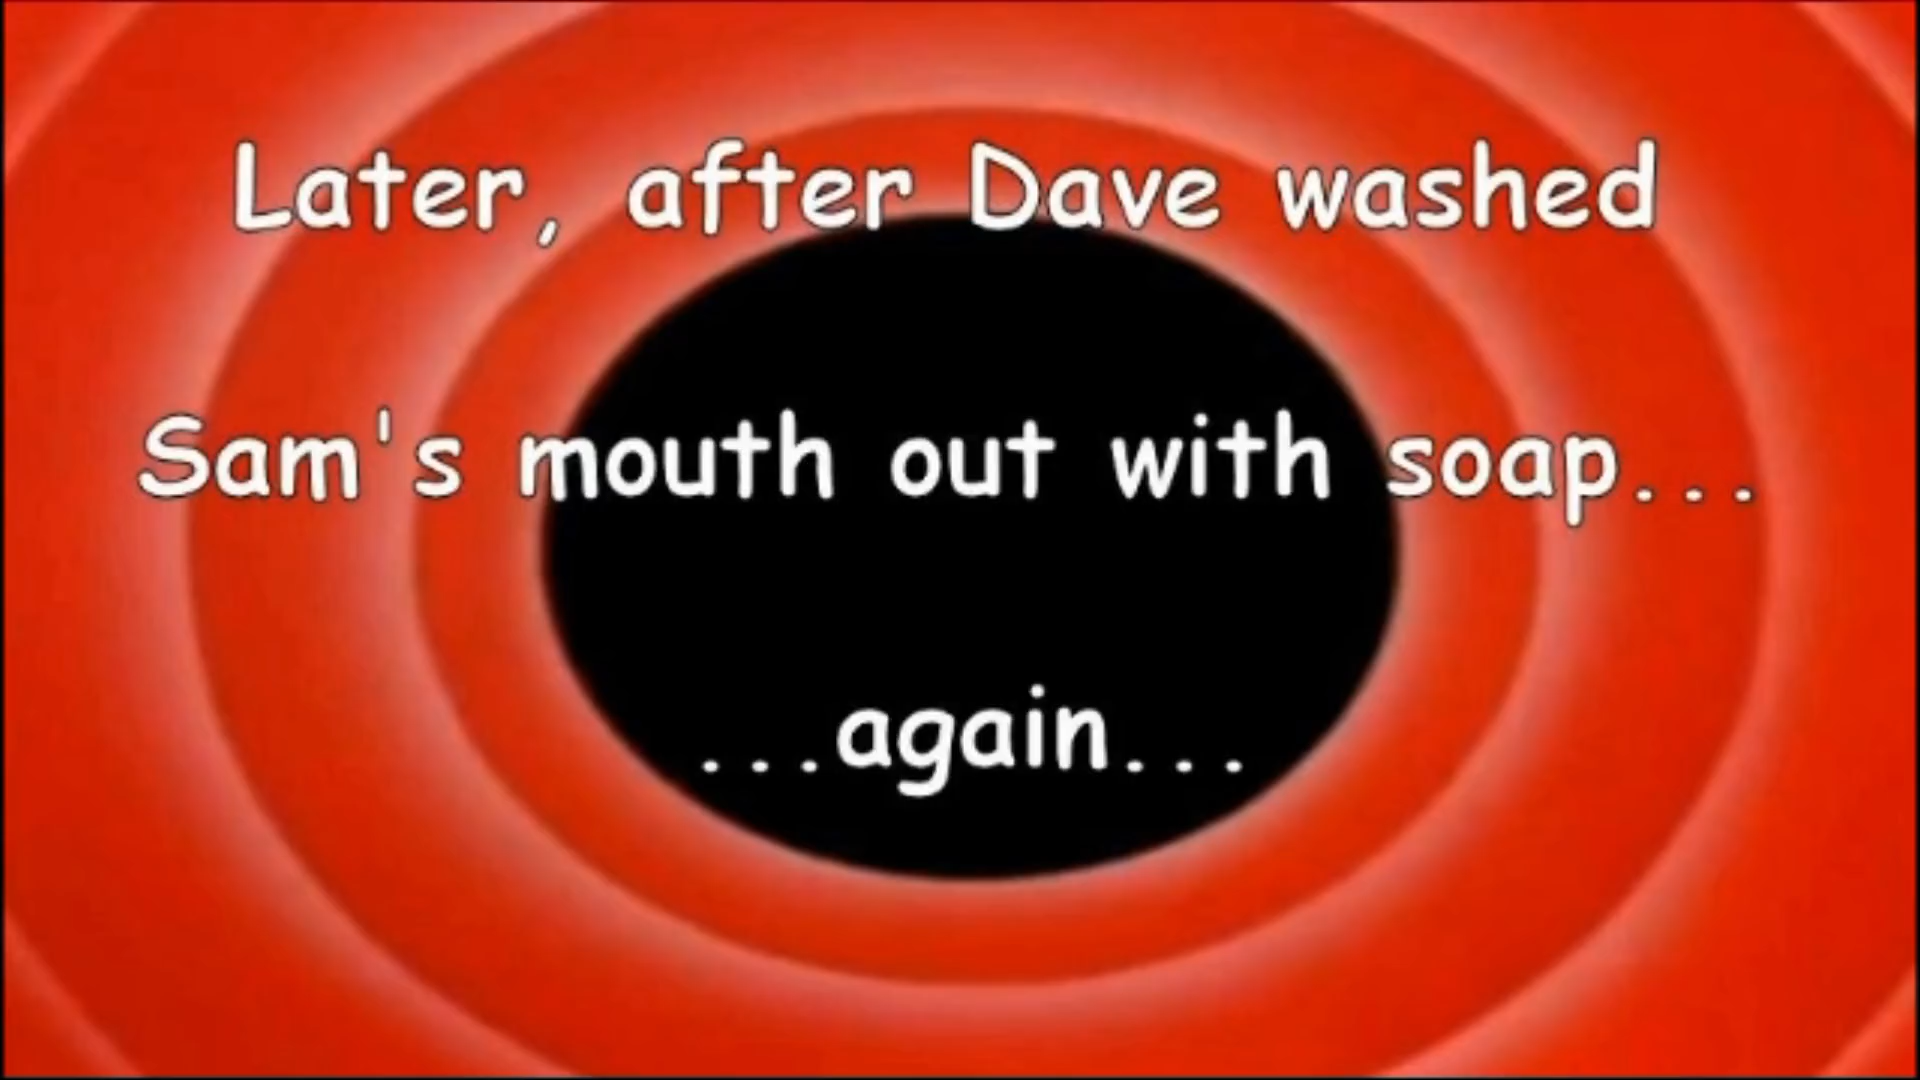 Later, after Dave washed
Sam's mouth out with soap...
...again...